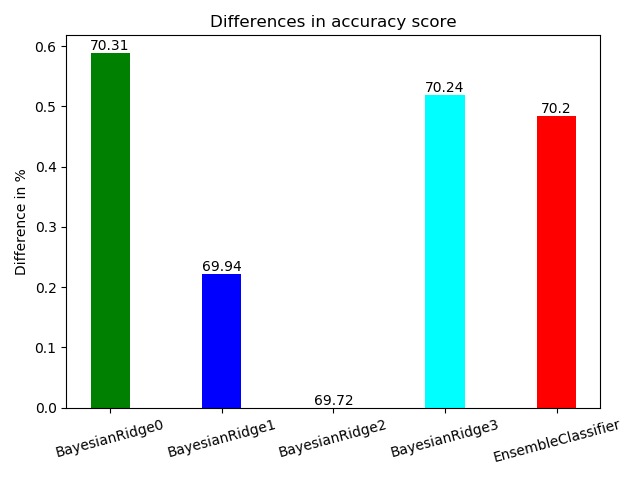 Differences in accuracy score
Difference in %
0.6
0.5
0.4
0.3
0.2
0.1
0.0
70.31
69.94
69.72
70.24
70.2
BayesianRidge0
BayesianRidge1
BayesianRidge2
BayesianRidge3
EnsembleClassifier